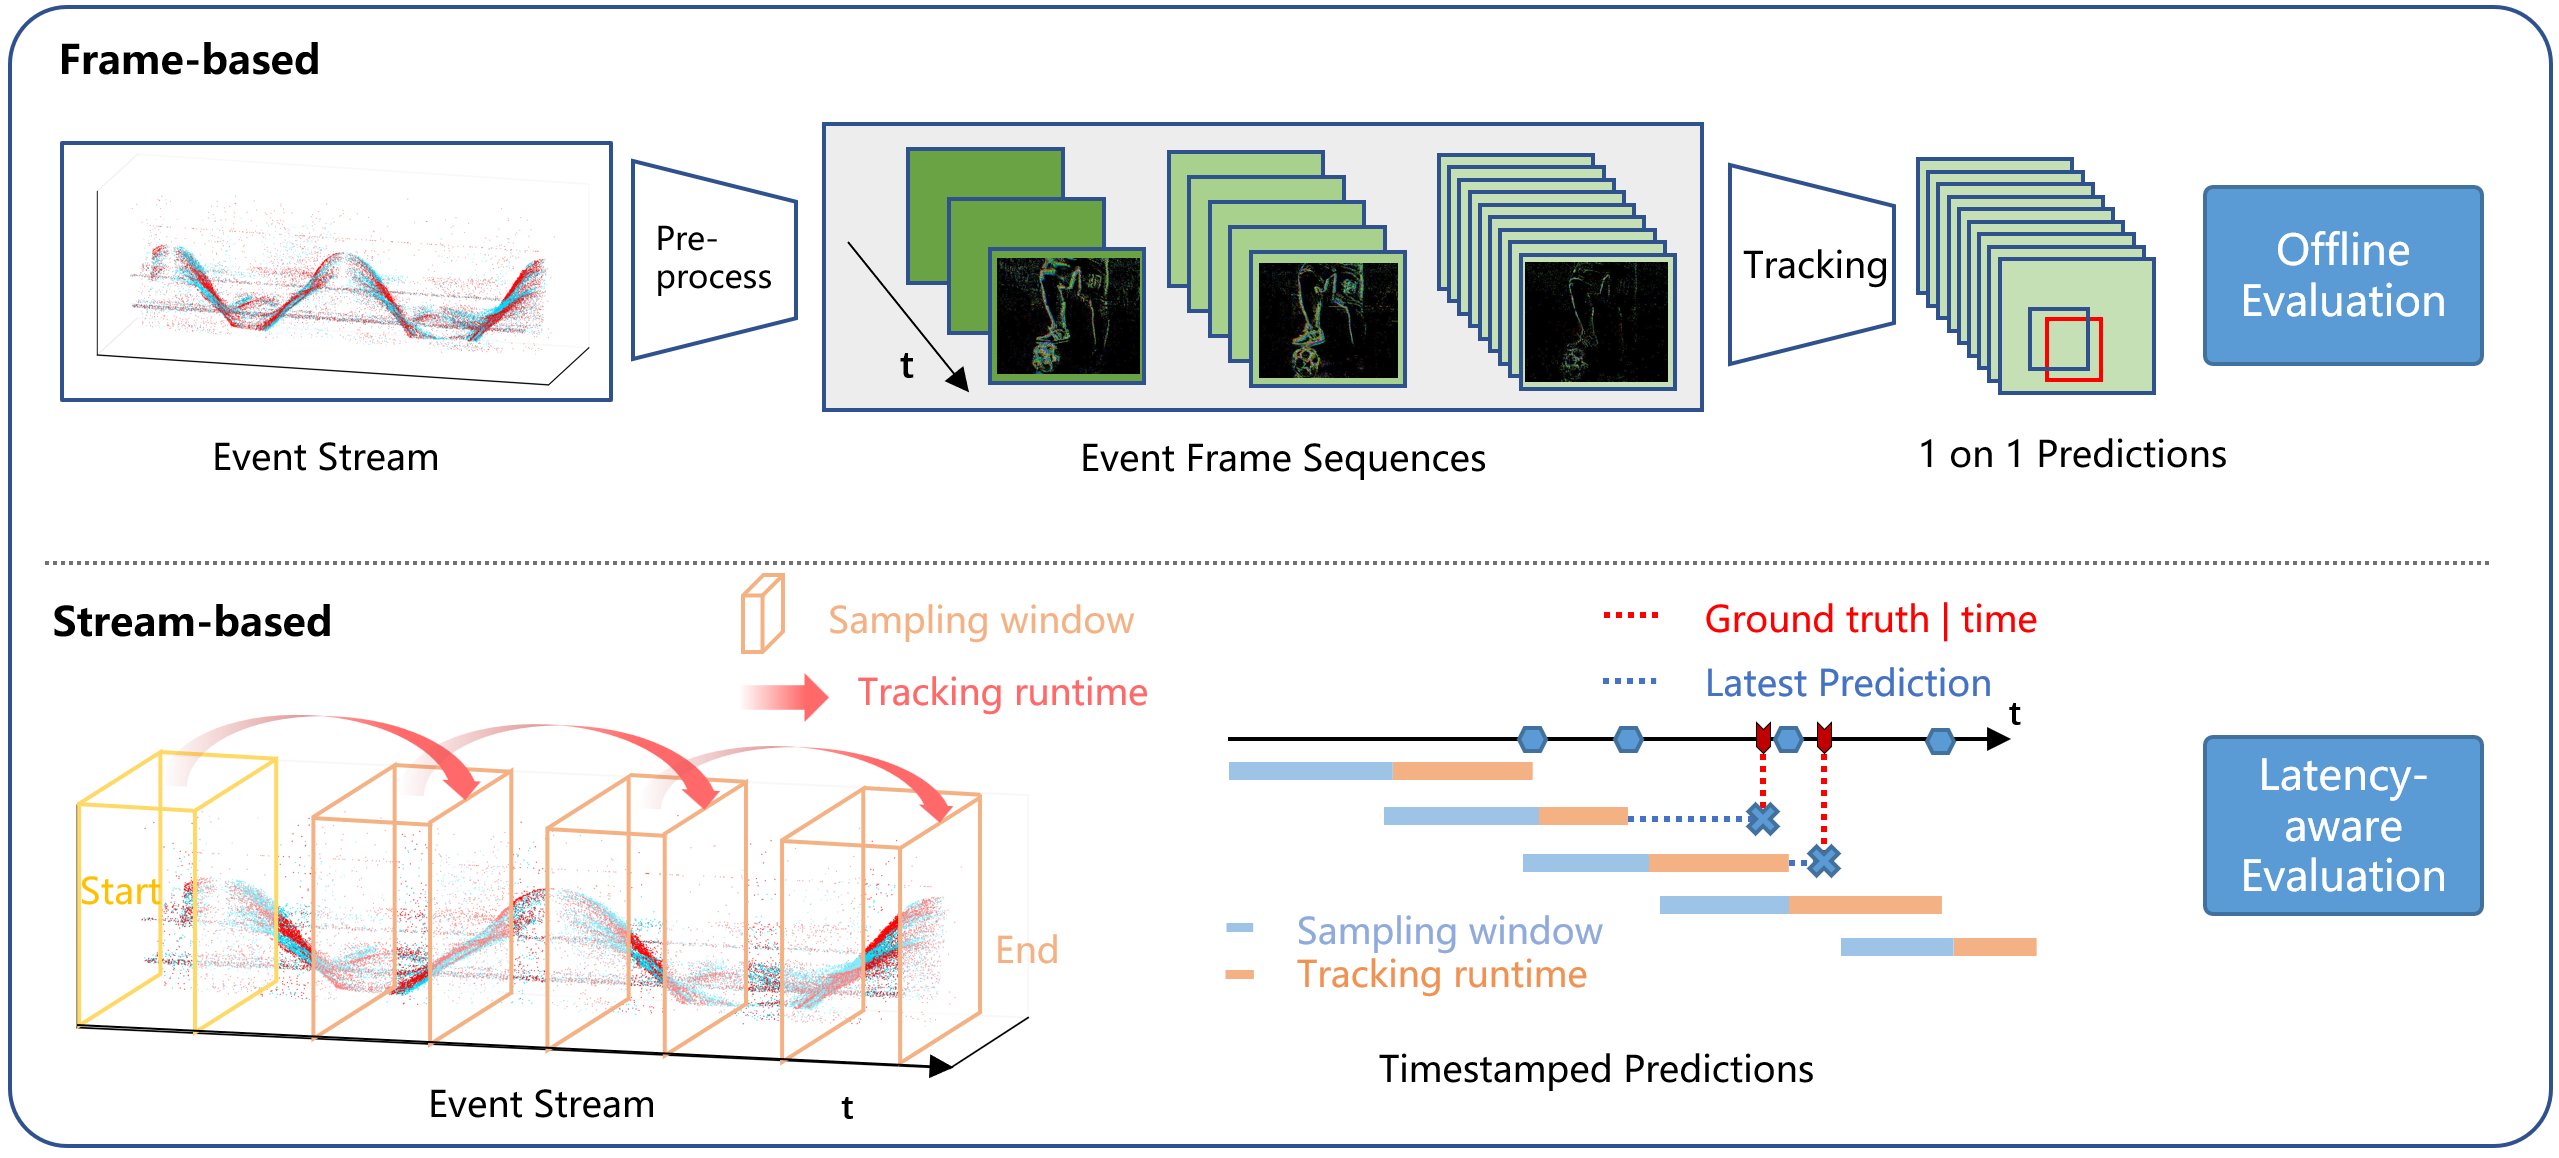 Frame-based
Pre-
process
t
Tracking
Offline
Evaluation
Event Stream
Event Frame Sequences
1 on 1 Predictions
Stream-based
Sampling window
Tracking runtime
Ground truth | time
Latest Prediction
t
Start
End
Latency-
aware
Evaluation
Sampling window
Tracking runtime
Timestamped Predictions
Event Stream
t